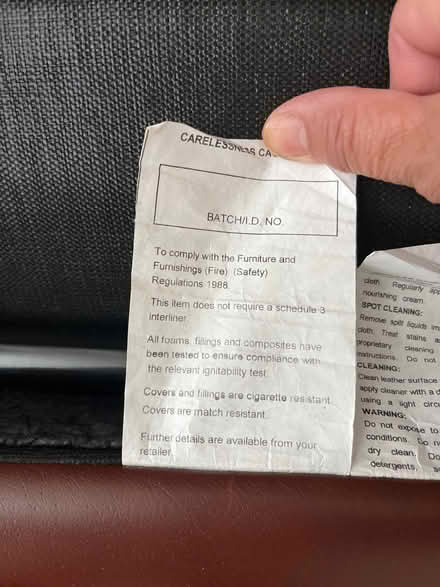 CARELESSNESS
BATCH/I.D. NO.
To comply with the Furniture and
Furnishings (Fire) (Safety)
Regulations 1988.
This item does not require a schedule 3
interliner.
All foams, fillings and composites have
been tested to ensure compliance with
the relevant ignitability test.
Covers and fillings are cigarette resistant.
Covers are match resistant.
Further details are available from your
retailer.
cloth. Regularly
nourishing cream.
SPOT CLEANING:
Remove spilt liquids
cloth. Treat stains
proprietary cleaning
instructions. Do not
CLEANING:
Clean leather surface
apply cleaner with a
using a light
WARNING:
Do not expose to
conditions. Do
dry clean. Do
detergents,